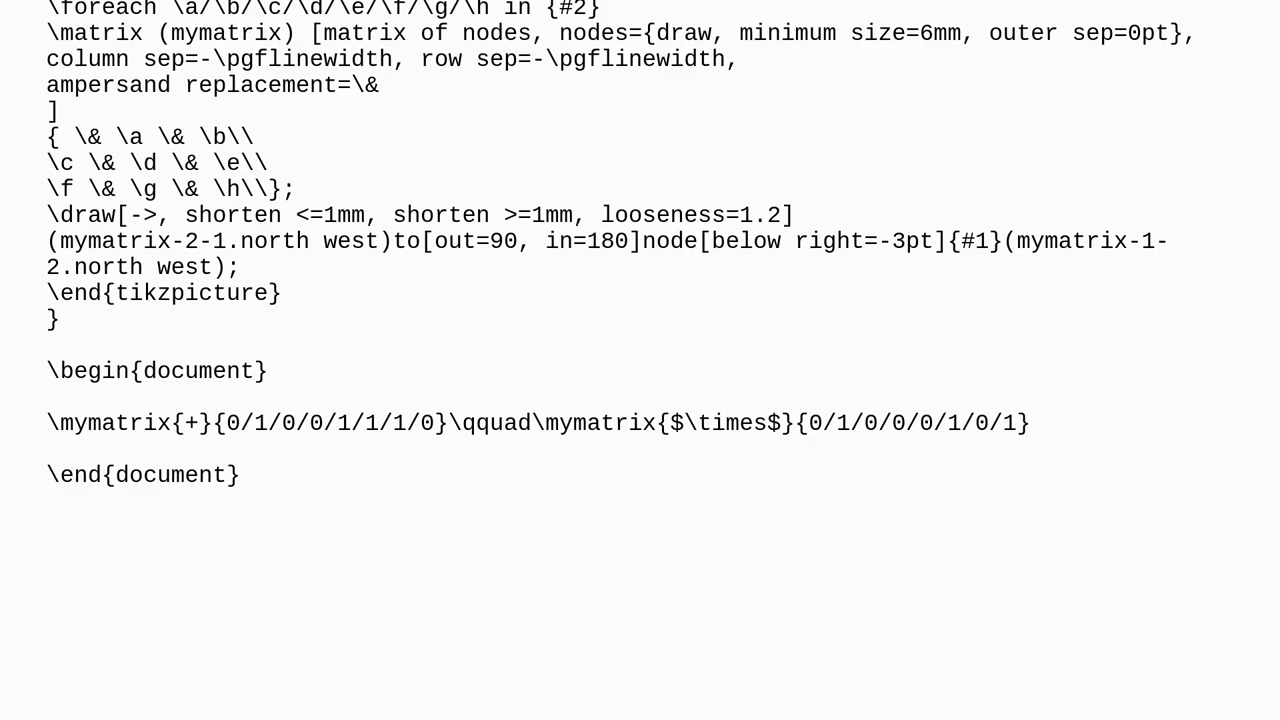 \foreach \a/\b/\c/\d/\e/\f/\g/\h in {#2}
\matrix (mymatrix) [matrix of nodes, nodes={draw, minimum size=6mm, outer sep=0pt},
column sep=-\pgflinewidth, row sep=-\pgflinewidth,
ampersand replacement=\&
]
{ \& \a \& \b\\
\c \& \d \& \e\\
\f \& \g \& \h\\};
\draw[->, shorten <=1mm, shorten >=1mm, looseness=1.2]
(mymatrix-2-1.north west)to[out=90, in=180]node[below right=-3pt]{#1}(mymatrix-1-
2.north west);
\end{tikzpicture}
}
\begin{document}
\mymatrix{+}{0/1/0/0/1/1/1/0}\qquad\mymatrix{$\times$}{0/1/0/0/0/1/0/1}
\end{document}